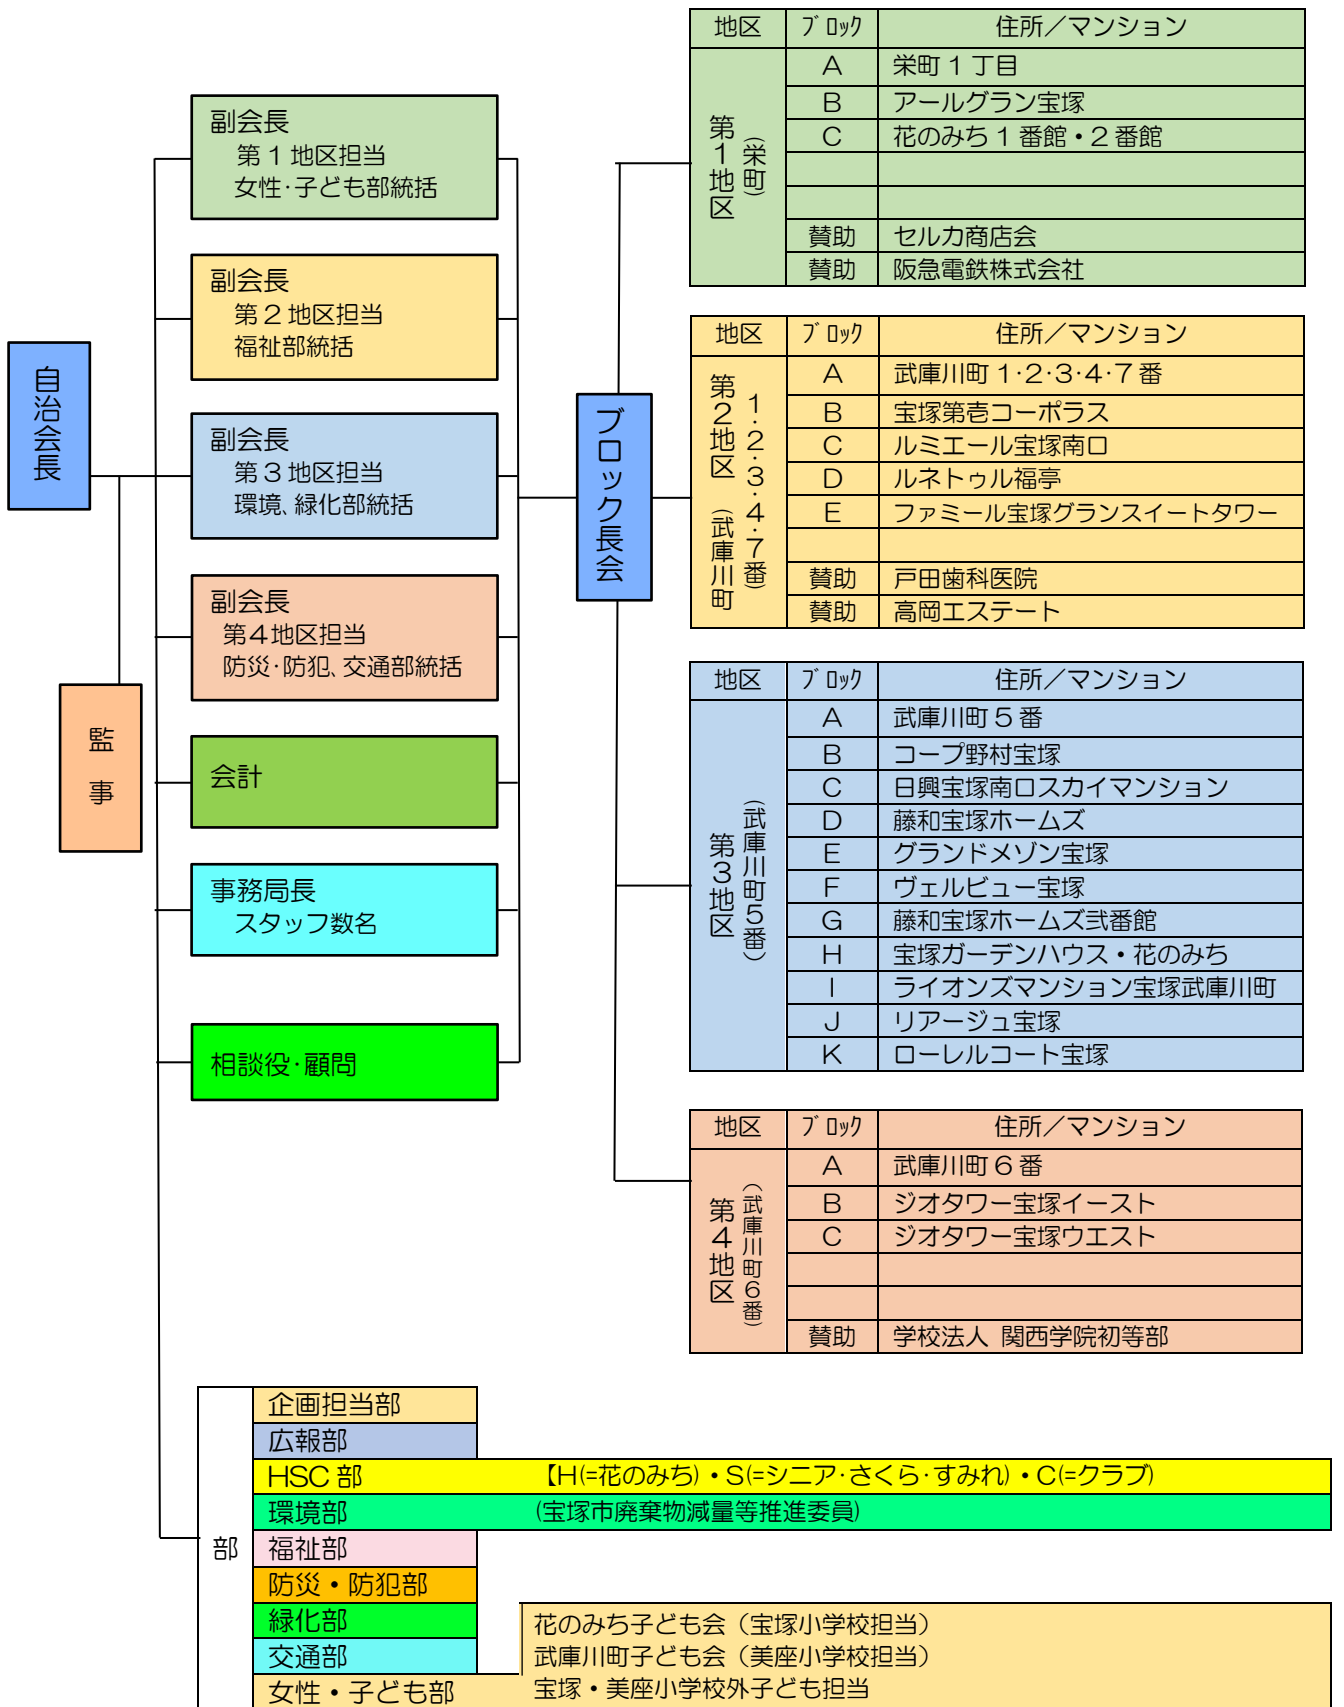 自治会長
監事
副会長
第1地区担当
女性・子ども部統括
副会長
第2地区担当
福祉部統括
副会長
第3地区担当
環境、緑化部統括
副会長
第4地区担当
防災・防犯、交通部統括
会計
事務局長
スタッフ数名
相談役・顧問
ブロック長会
地区 ブロック 住所／マンション
第1地区
(栄町)
A 栄町1丁目
B アールグラン宝塚
C 花のみち1番館・2番館
賛助 セルカ商店会
賛助 阪急電鉄株式会社
地区 ブロック 住所／マンション
第2地区 (武庫川町
1・2・3・4・7番)
A 武庫川町1・2・3・4・7番
B 宝塚第壱コーポラス
C ルミエール宝塚南口
D ルネトゥル福亭
E ファミール宝塚グランスイートタワー
賛助 戸田歯科医院
賛助 高岡エステート
地区 ブロック 住所／マンション
第3地区
(武庫川町5番)
A 武庫川町5番
B コープ野村宝塚
C 日興宝塚南口スカイマンション
D 藤和宝塚ホームズ
E グランドメゾン宝塚
F ヴェルビュー宝塚
G 藤和宝塚ホームズ弐番館
H 宝塚ガーデンハウス・花のみち
I ライオンズマンション宝塚武庫川町
J リアージュ宝塚
K ローレルコート宝塚
地区 ブロック 住所／マンション
第4地区
(武庫川町6番)
A 武庫川町6番
B ジオタワー宝塚イースト
C ジオタワー宝塚ウエスト
賛助 学校法人 関西学院初等部
部
企画担当部
広報部
HSC部 【H(=花のみち)・S(=シニア・さくら・すみれ)・C(=クラブ)
環境部 (宝塚市廃棄物減量等推進委員)
福祉部
防災・防犯部
緑化部
交通部
女性・子ども部
花のみち子ども会（宝塚小学校担当）
武庫川町子ども会（美座小学校担当）
宝塚・美座小学校外子ども担当